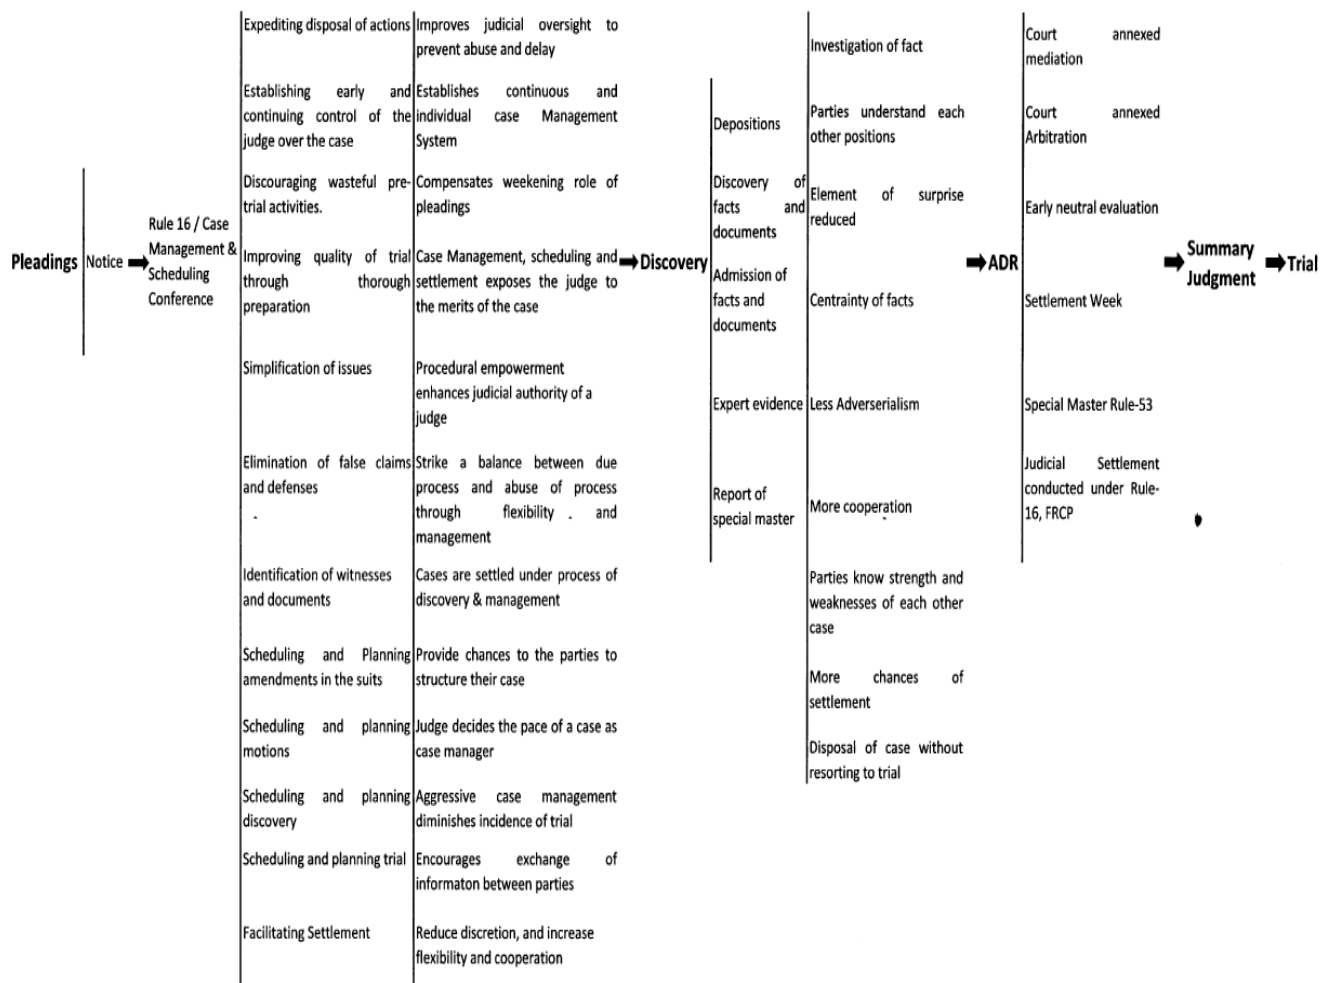 Pleadings
Notice
Rule 16 / Case
Management &
Scheduling
Conference
Expediting disposal of actions
Establishing early and
continuing control of the
judge over the case
Discouraging wasteful pre-
trial activities.
Improving quality of trial
through thorough
preparation
Simplification of issues
Elimination of false claims
and defenses
Identification of witnesses
and documents
Scheduling and Planning
amendments in the suits
Scheduling and planning
motions
Scheduling and planning
discovery
Scheduling and planning trial
Facilitating Settlement
Improves judicial oversight to
prevent abuse and delay
Establishes continuous and
individual case Management
System
Compensates weekening role of
pleadings
Case Management, scheduling and
settlement exposes the judge to
the merits of the case
Procedural empowerment
enhances judicial authority of a
judge
Strike a balance between due
process and abuse of process
through flexibility and
management
Cases are settled under process of
discovery & management
Provide chances to the parties to
structure their case
Judge decides the pace of a case as
case manager
Aggressive case management
diminishes incidence of trial
Encourages exchange of
informaton between parties
Reduce discretion, and increase
flexibility and cooperation
Discovery
Depositions
Discovery of
facts and
documents
Admission of
facts and
documents
Expert evidence
Report of
special master
Investigation of fact
Parties understand each
other positions
Element of surprise
reduced
Centrainty of facts
Less Adverserialism
More cooperation
Parties know strength and
weaknesses of each other
case
More chances of
settlement
Disposal of case without
resorting to trial
ADR
Court annexed
mediation
Court annexed
Arbitration
Early neutral evaluation
Settlement Week
Special Master Rule-53
Judicial Settlement
conducted under Rule-
16, FRCP
Summary
Judgment
Trial